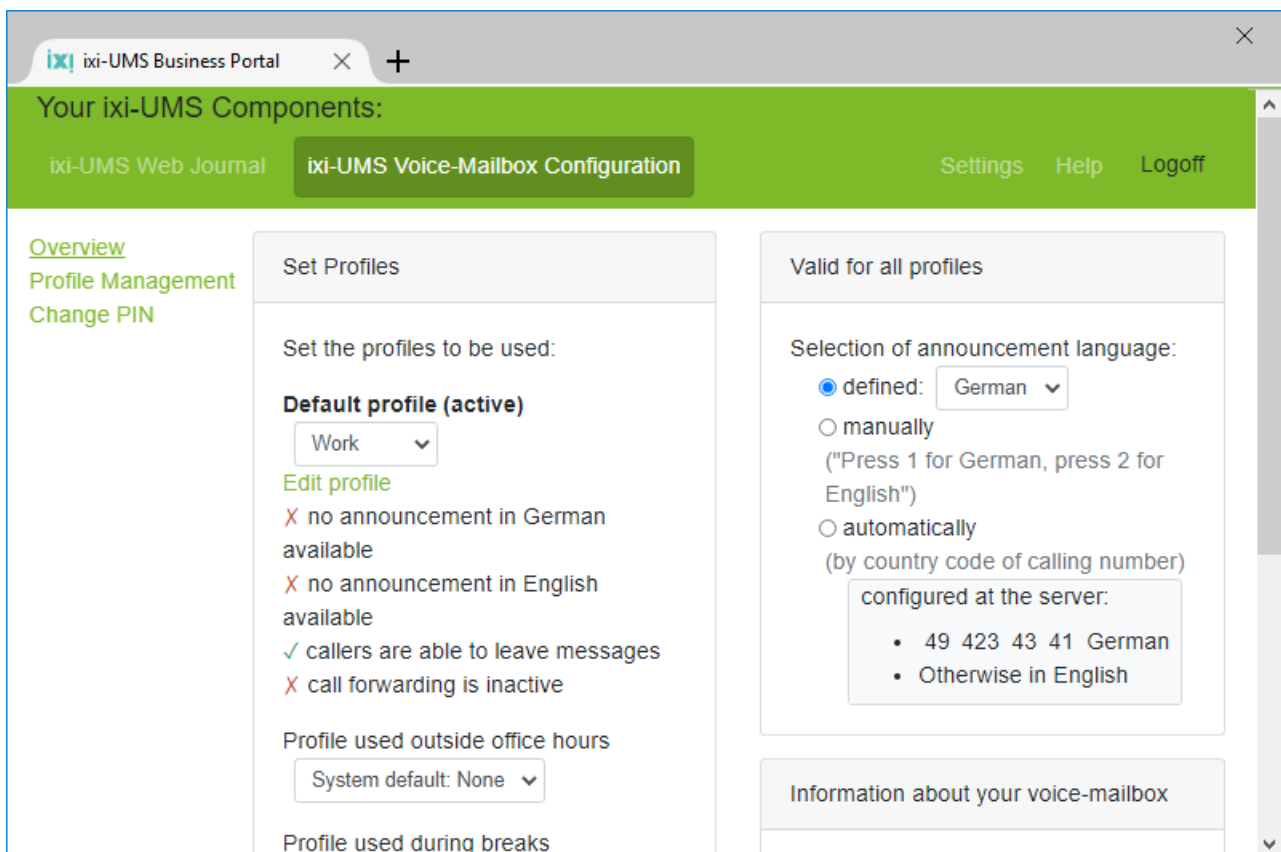 ixi ixi-UMS Business Portal
Your ixi-UMS Components:
ixi-UMS Web Journal
ixi-UMS Voice-Mailbox Configuration
Settings
Help
Logoff
Overview
Profile Management
Change PIN
Set Profiles
Set the profiles to be used:
Default profile (active)
Work
Edit profile
✗ no announcement in German
available
✗ no announcement in English
available
✓ callers are able to leave messages
✗ call forwarding is inactive
Profile used outside office hours
System default: None
Profile used during breaks
Valid for all profiles
Selection of announcement language:
defined: German
manually
("Press 1 for German, press 2 for
English")
automatically
(by country code of calling number)
configured at the server:
• 49 423 43 41 German
• Otherwise in English
Information about your voice-mailbox